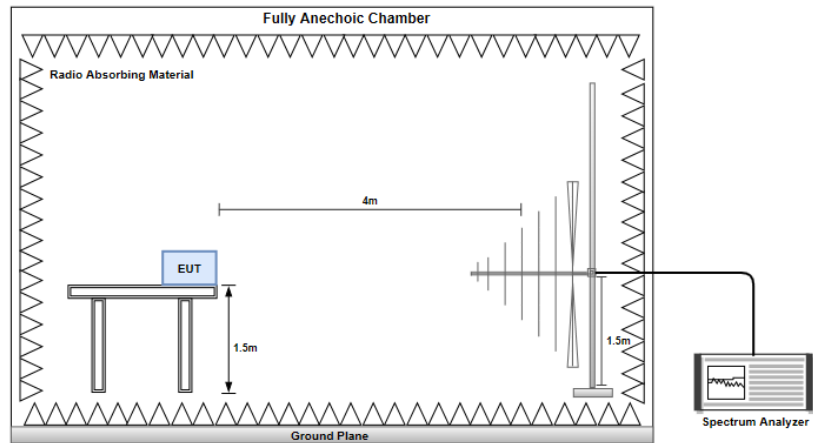 Fully Anechoic Chamber
Radio Absorbing Material
4m
EUT
1.5m
1.5m
Spectrum Analyzer
Ground Plane